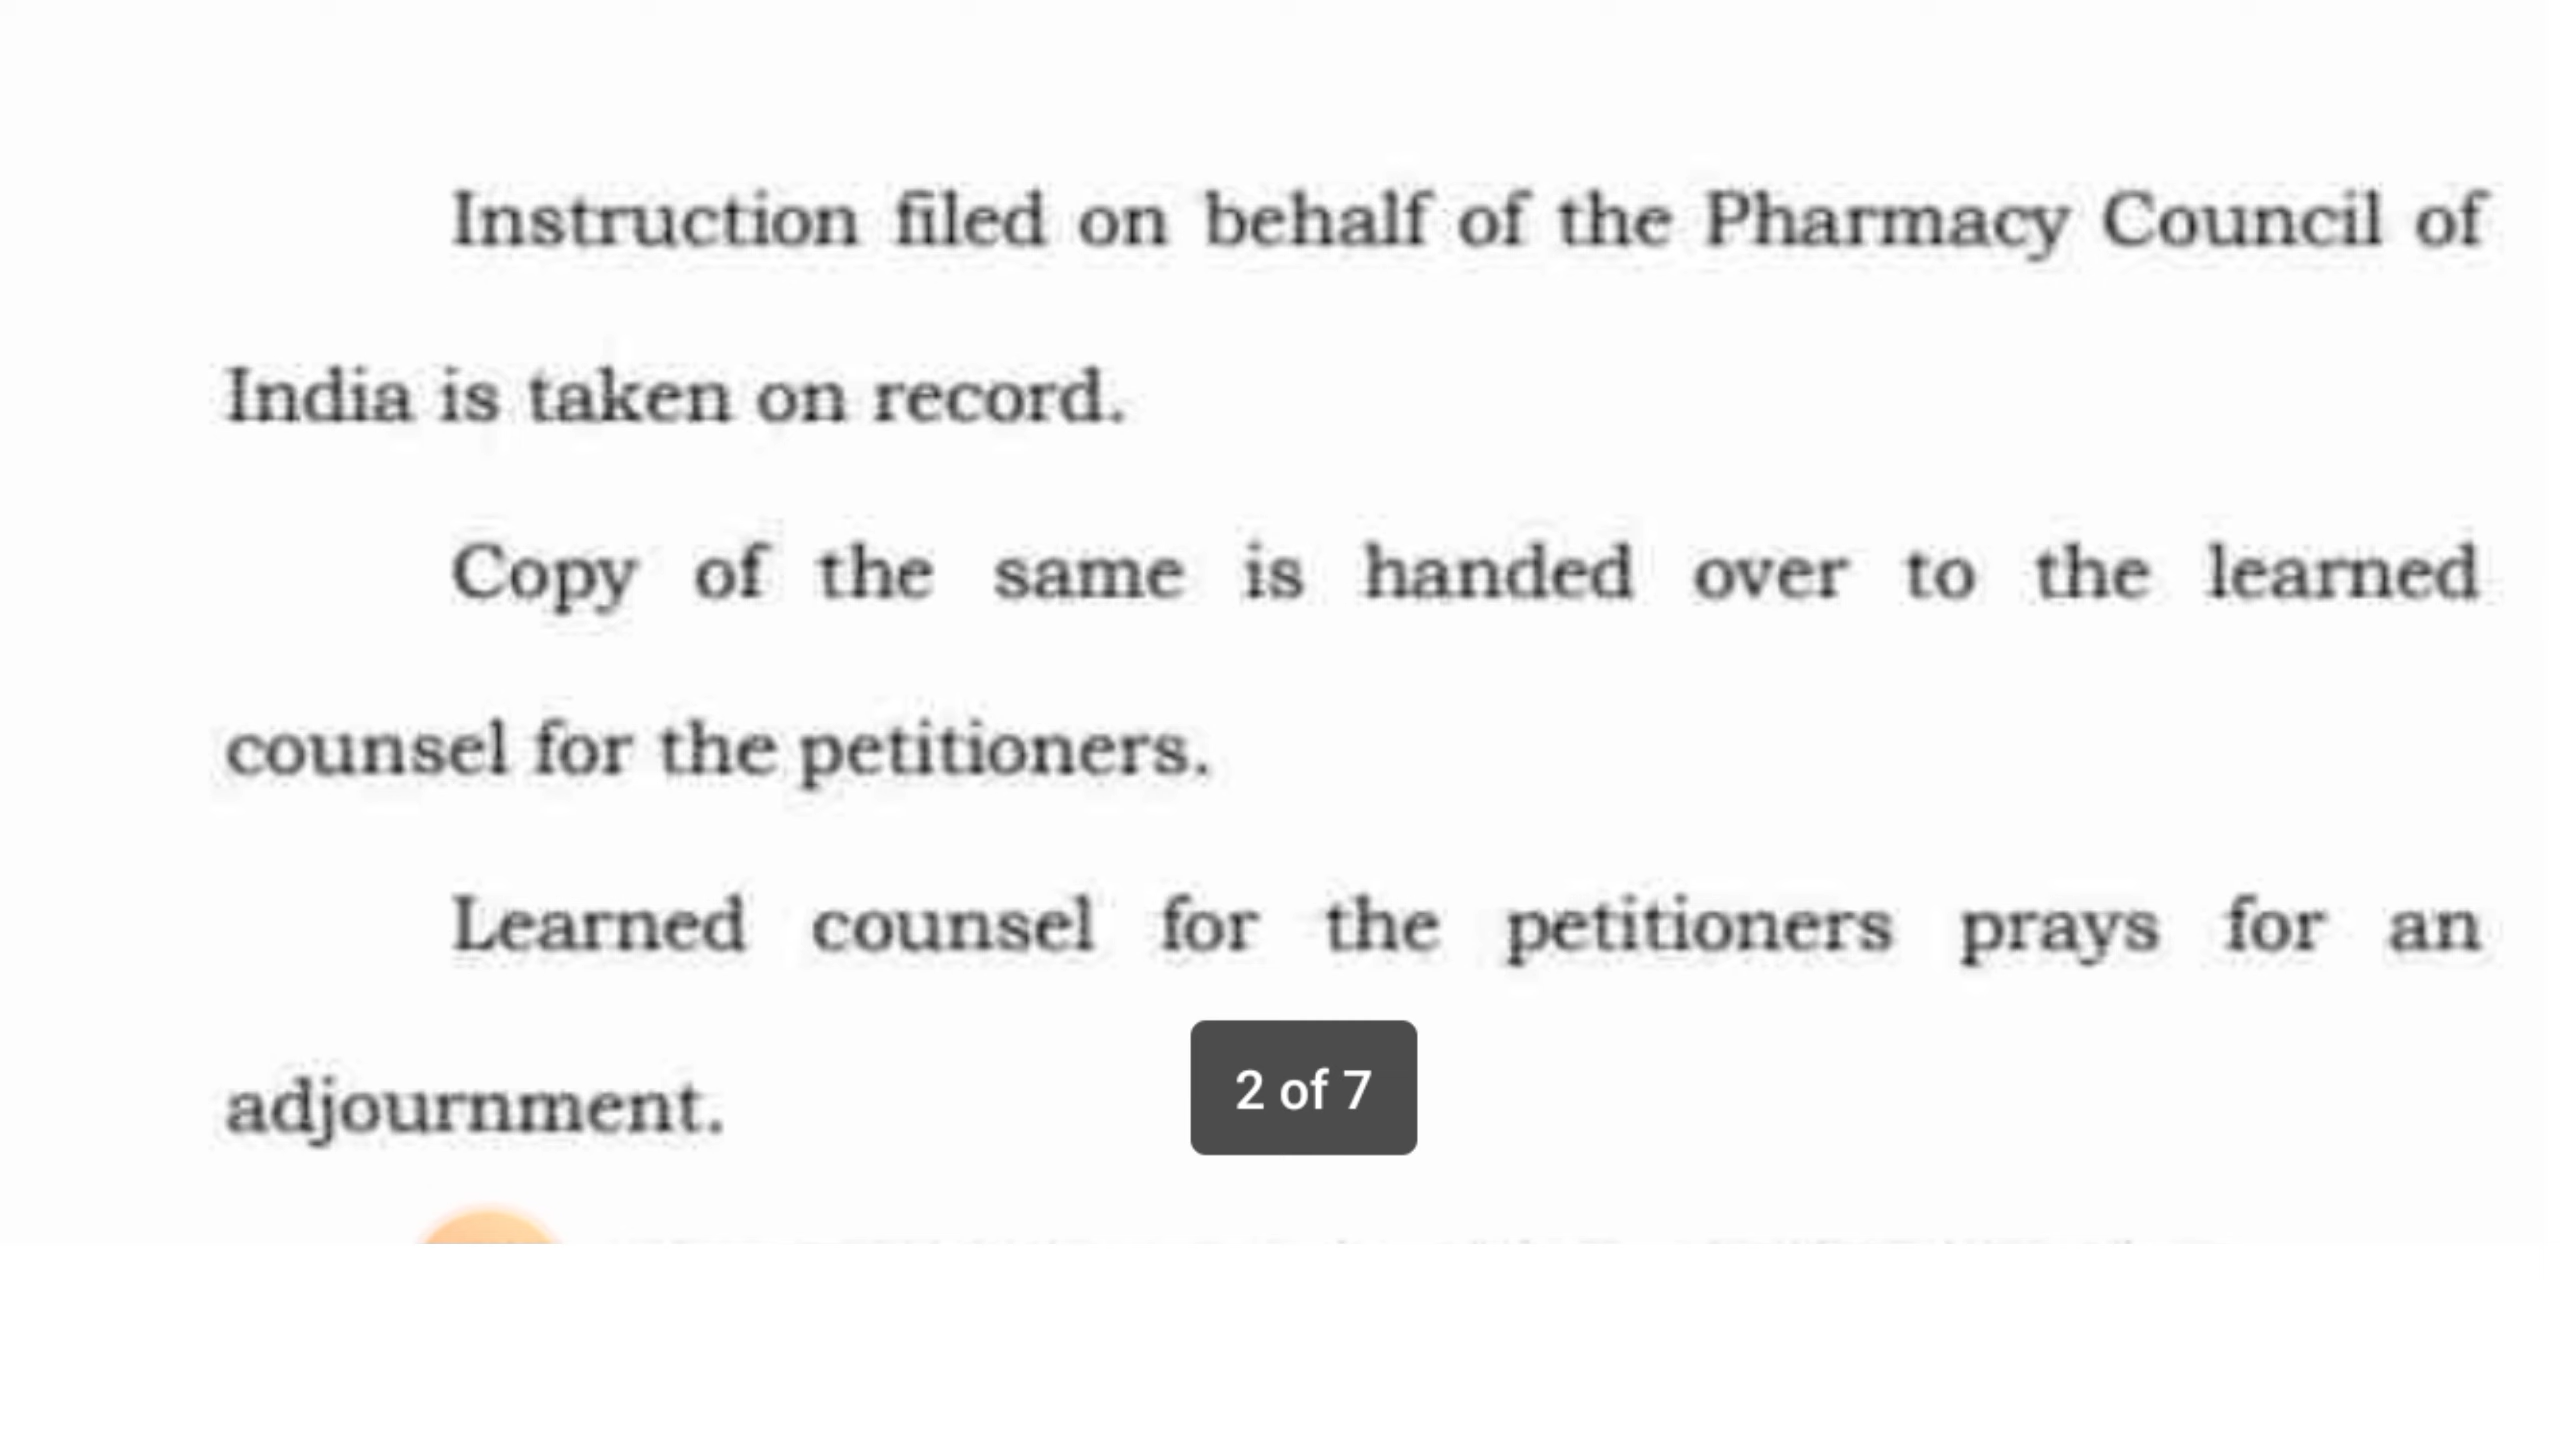 Instruction filed on behalf of the Pharmacy Council of
India is taken on record.
Copy of the same is handed over to the learned
counsel for the petitioners.
Learned counsel for the petitioners prays for an
adjournment.
2 of 7